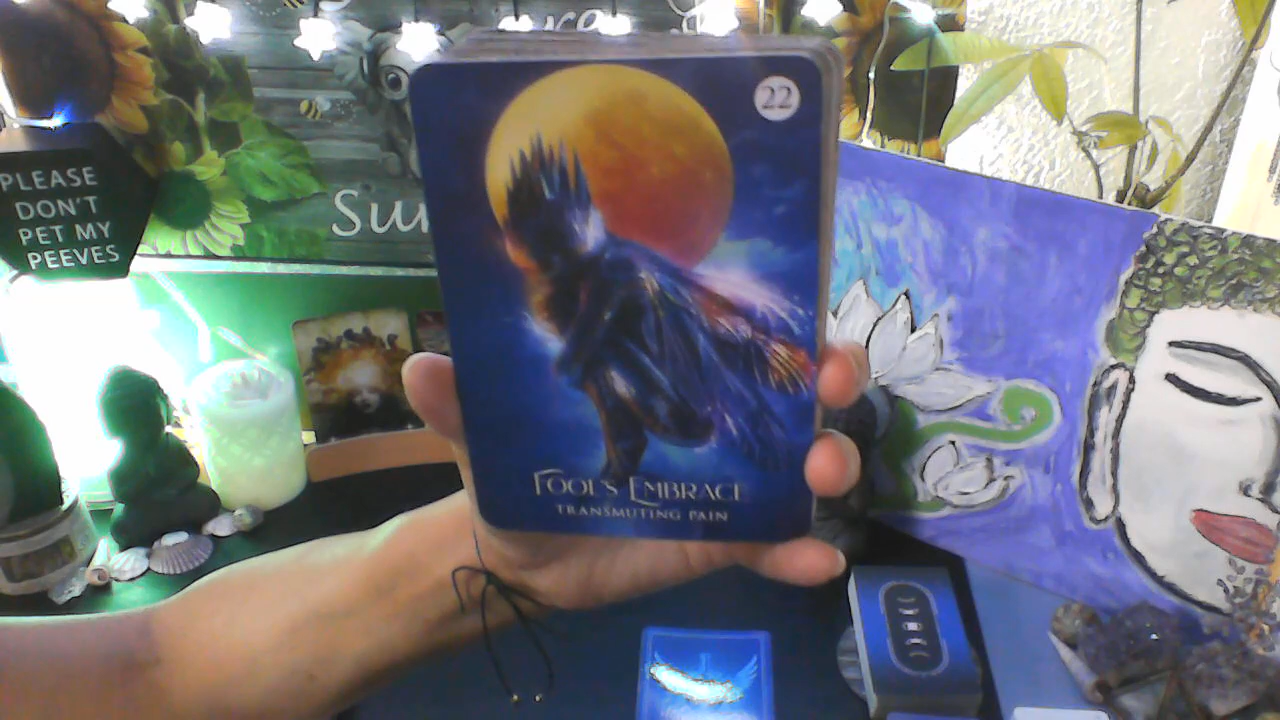 22
FOOL'S EMBRACE
TRANSMUTING PAIN
PLEASE
DON'T
PET MY
PEEVES